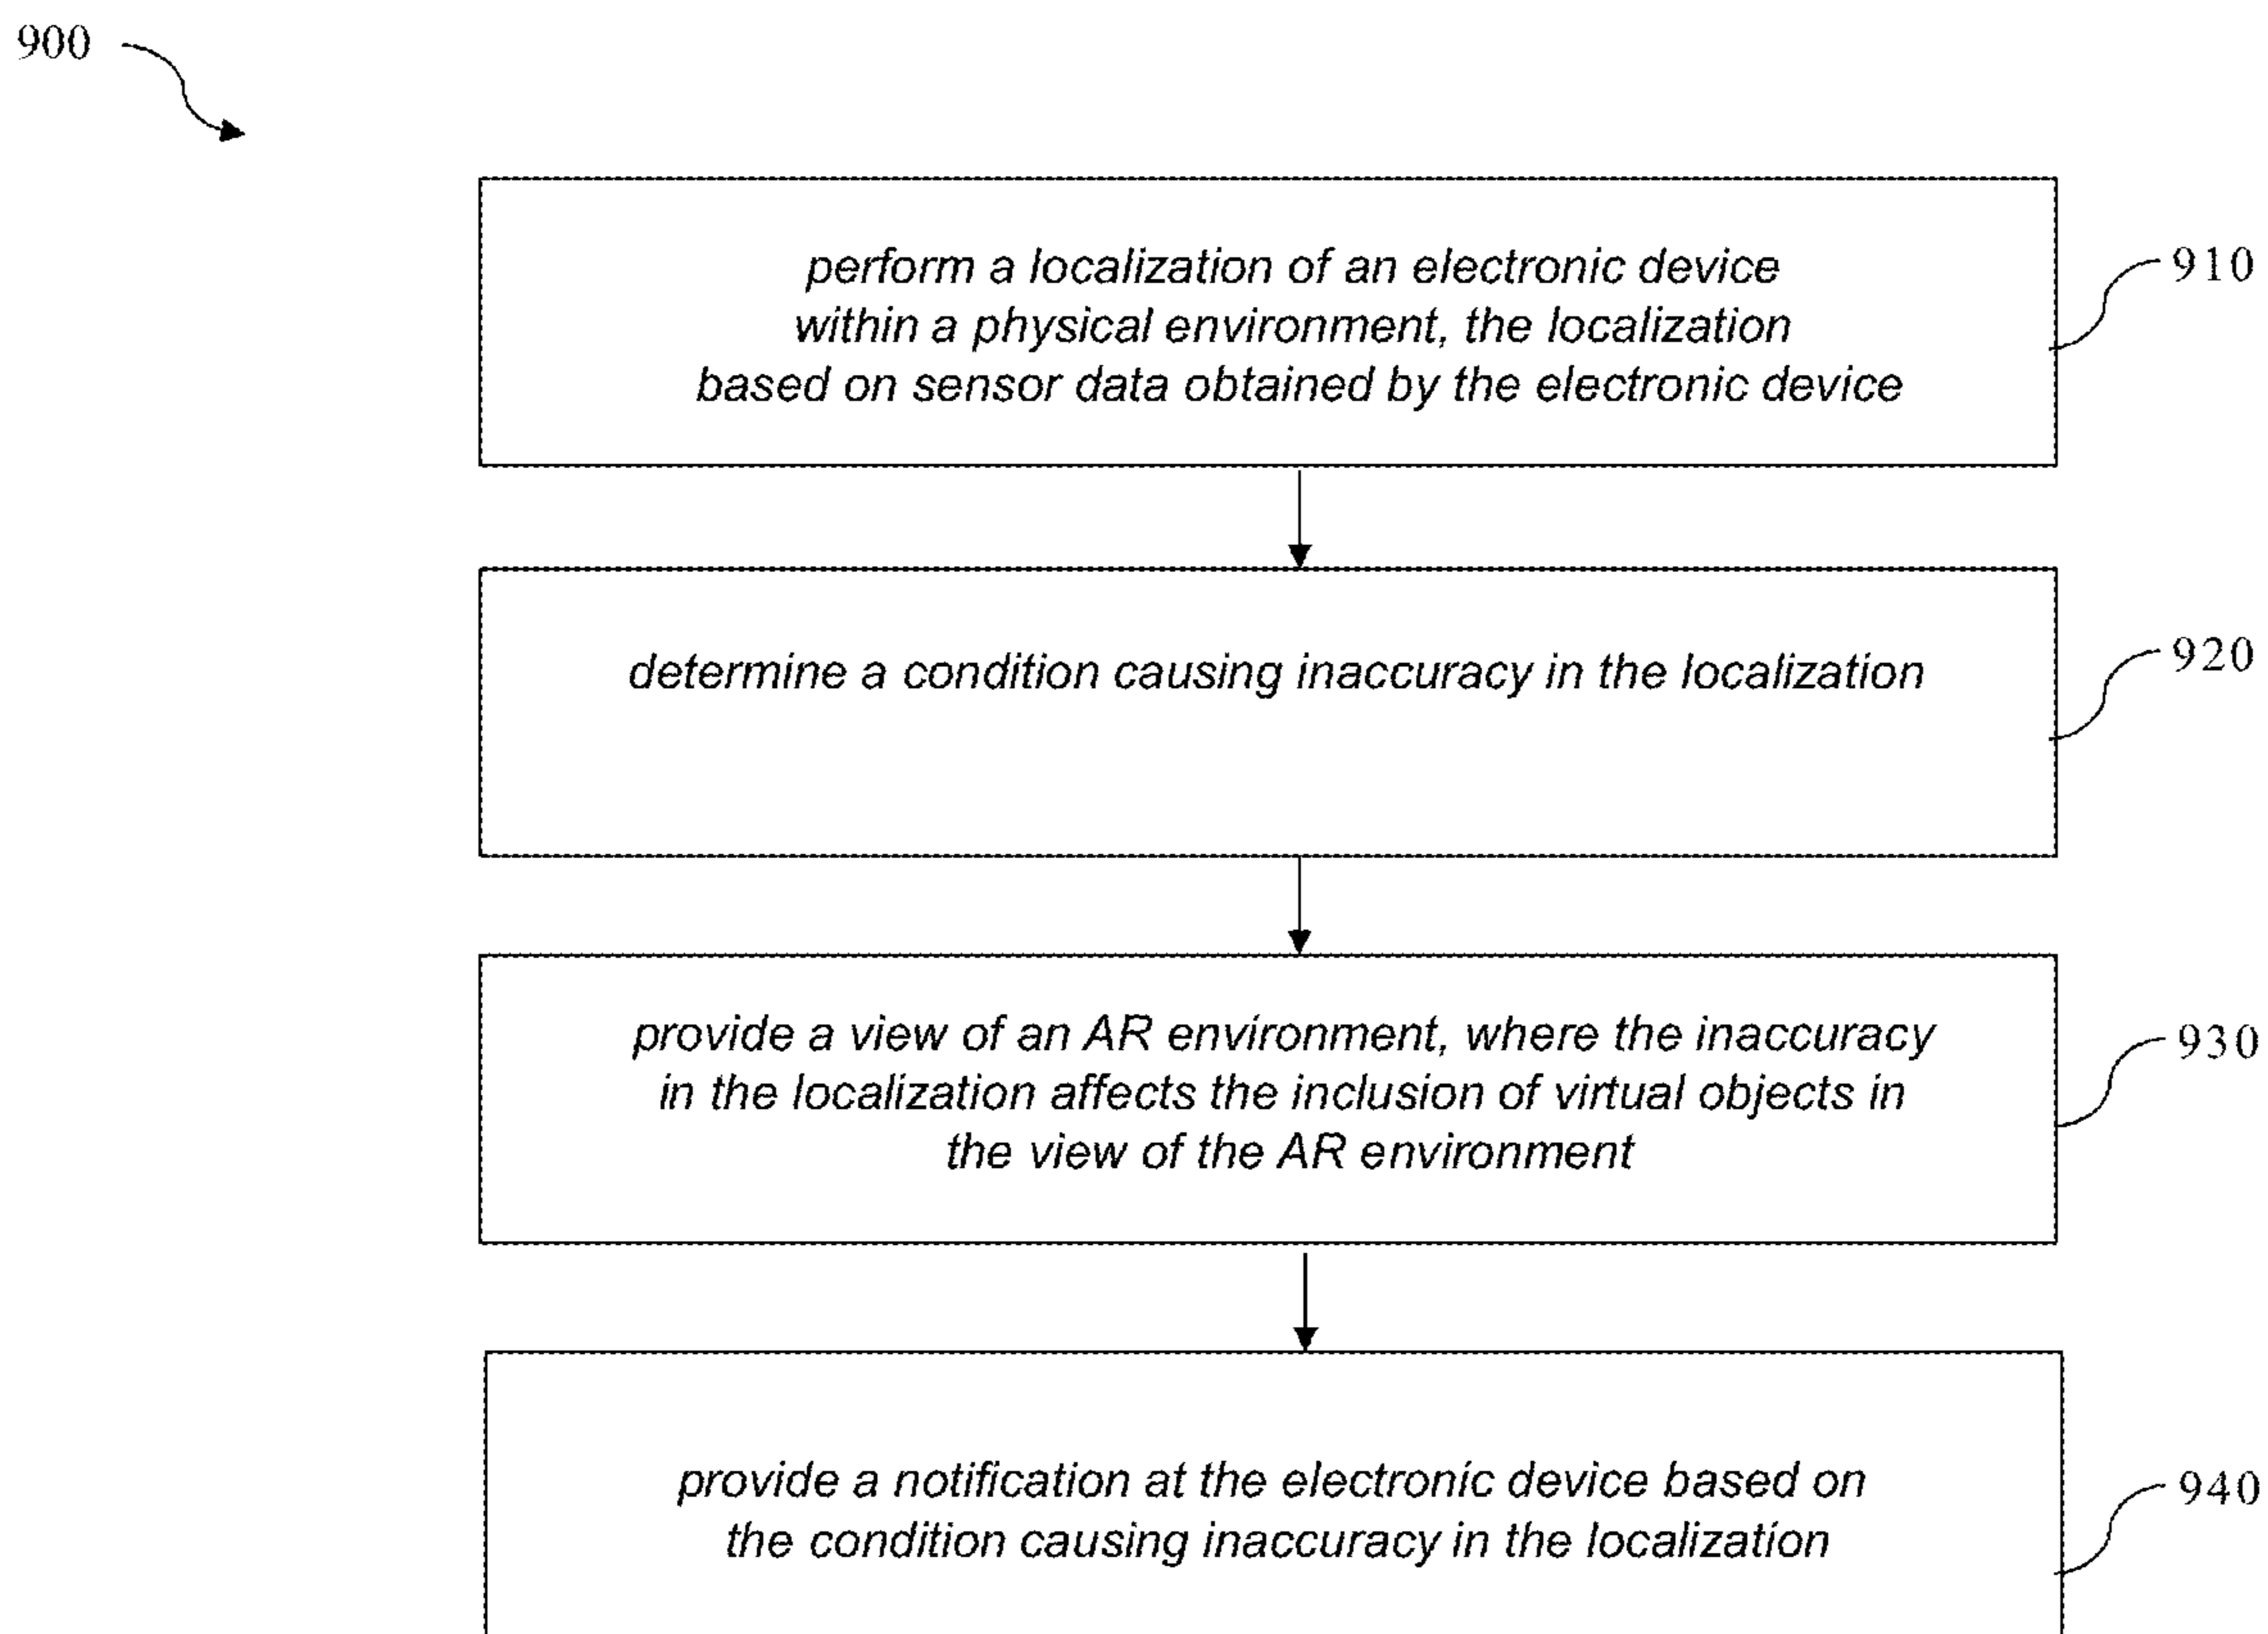 900
perform a localization of an electronic device
within a physical environment, the localization
based on sensor data obtained by the electronic device
910
determine a condition causing inaccuracy in the localization
920
provide a view of an AR environment, where the inaccuracy
in the localization affects the inclusion of virtual objects in
the view of the AR environment
930
provide a notification at the electronic device based on
the condition causing inaccuracy in the localization
940